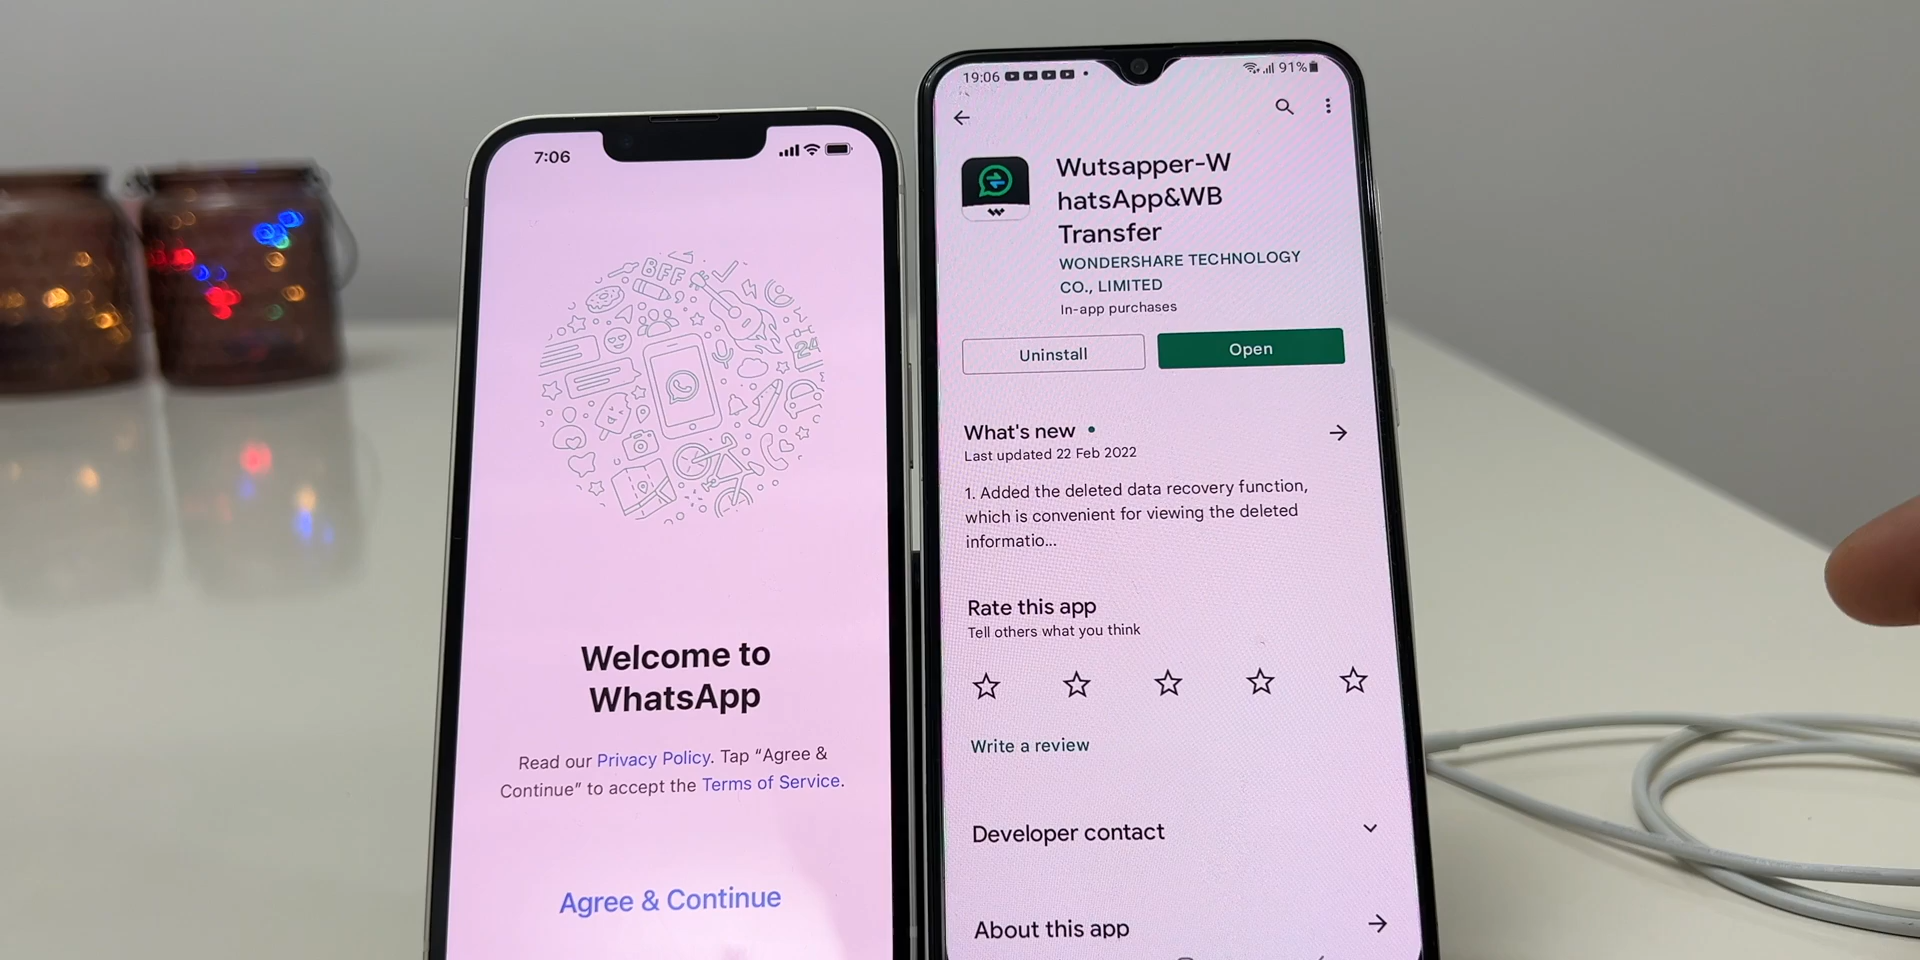 7:06
BFF
24
Welcome to
WhatsApp
Read our Privacy Policy. Tap “Agree &
Continue” to accept the Terms of Service.
Agree & Continue
19:06
91%
Wutsapper-W
hatsApp&WB
Transfer
WONDERSHARE TECHNOLOGY
CO., LIMITED
In-app purchases
Uninstall
Open
What's new
Last updated 22 Feb 2022
1. Added the deleted data recovery function,
which is convenient for viewing the deleted
informatio...
Rate this app
Tell others what you think
Write a review
Developer contact
About this app